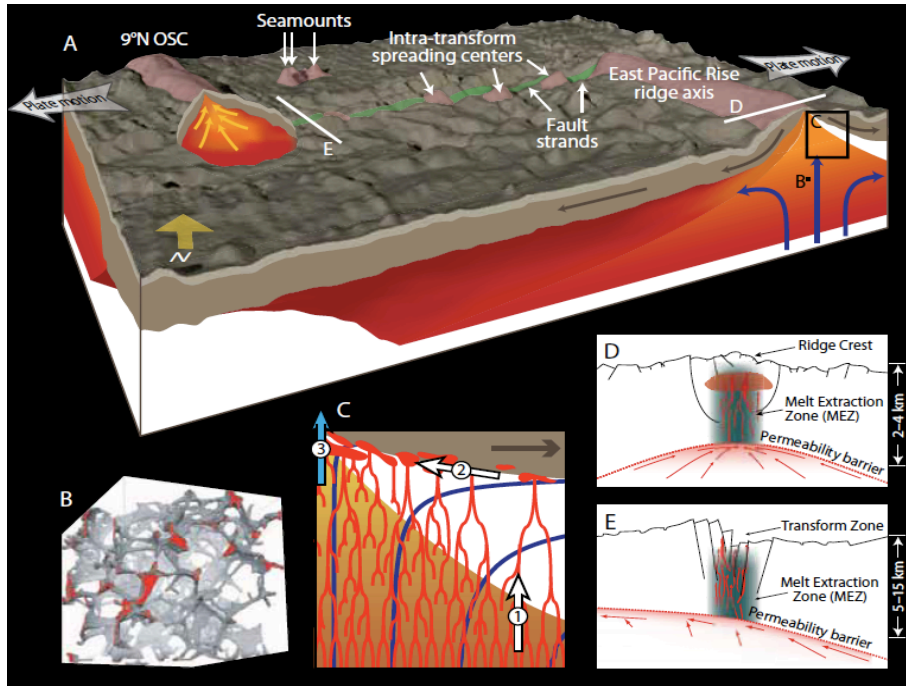 A
9°N OSC
Seamounts
Intra-transform
spreading centers
East Pacific Rise
ridge axis
Plate motion
Plate motion
D
Fault
strands
E
C
B
N
D
Ridge Crest
Melt Extraction
Zone (MEZ)
Permeability barrier
2–4 km
C
3
2
1
B
E
Transform Zone
Melt Extraction
Zone (MEZ)
Permeability barrier
5–15 km